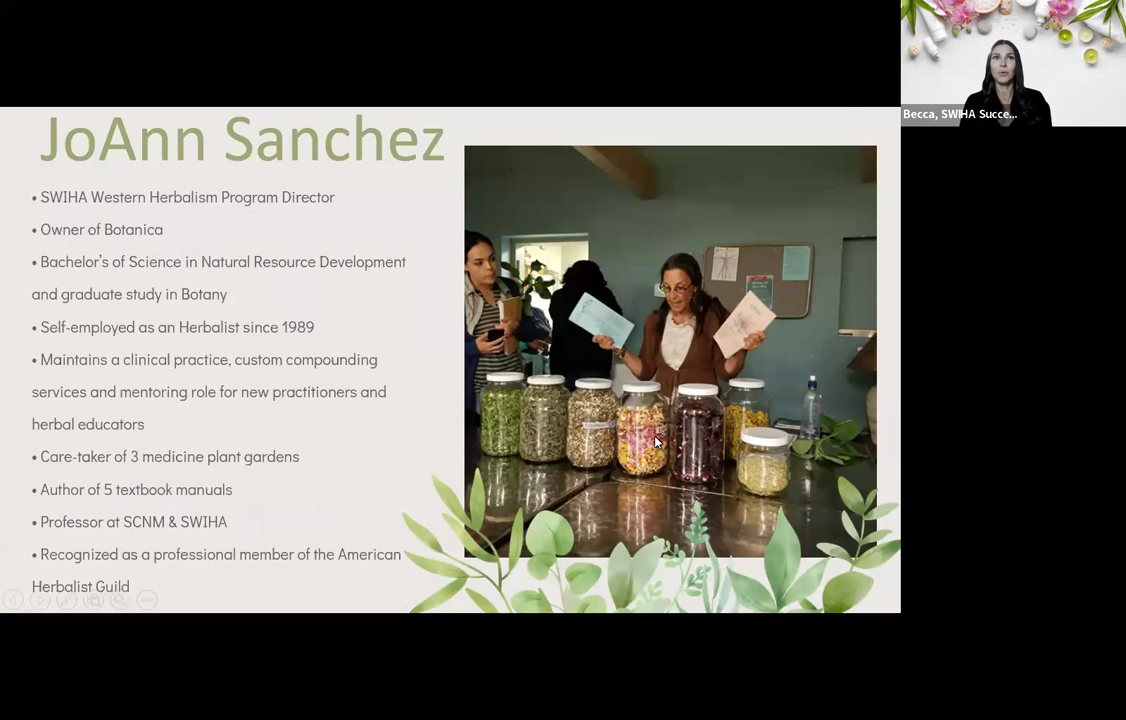 JoAnn Sanchez
• SWIHA Western Herbalism Program Director
• Owner of Botanica
• Bachelor's of Science in Natural Resource Development
and graduate study in Botany
• Self-employed as an Herbalist since 1989
• Maintains a clinical practice, custom compounding
services and mentoring role for new practitioners and
herbal educators
• Care-taker of 3 medicine plant gardens
• Author of 5 textbook manuals
• Professor at SCNM & SWIHA
• Recognized as a professional member of the American
Herbalist Guild
Becca, SWIHA Succe...